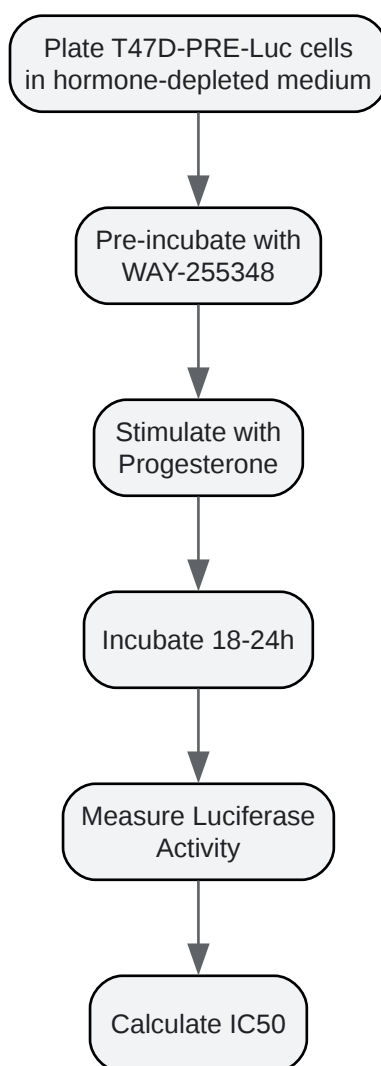 Plate T47D-PRE-Luc cells
in hormone-depleted medium
Pre-incubate with
WAY-255348
Stimulate with
Progesterone
Incubate 18-24h
Measure Luciferase
Activity
Calculate IC50